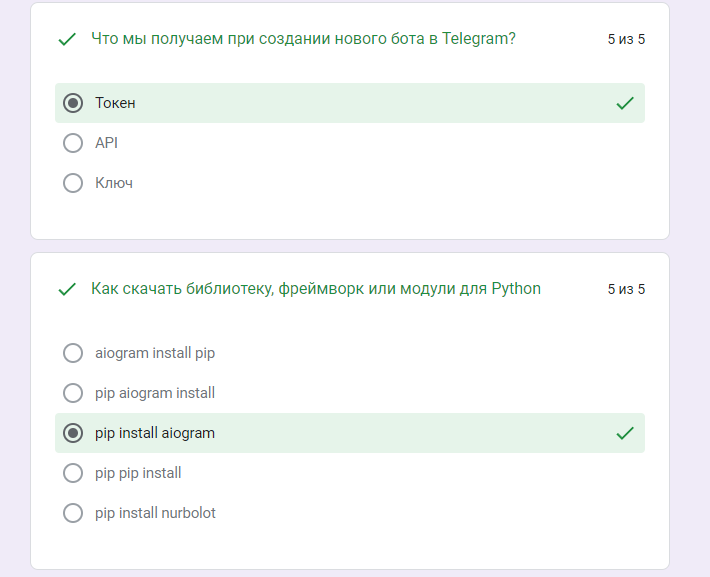 Что мы получаем при создании нового бота в Telegram?
5 из 5
Токен
API
Ключ
Как скачать библиотеку, фреймворк или модули для Python
5 из 5
aiogram install pip
pip aiogram install
pip install aiogram
pip pip install
pip install nurbolot